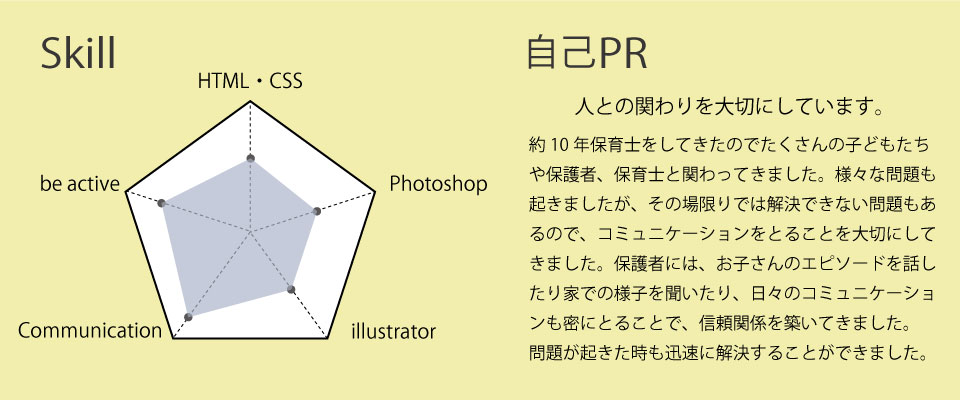 Skill
HTML・CSS
be active
Photoshop
Communication
illustrator
自己PR
人との関わりを大切にしています。
約10年保育士をしてきたのでたくさんの子どもたち
や保護者、保育士と関わってきました。様々な問題も
起きましたが、その場限りでは解決できない問題もあ
るので、コミュニケーションをとることを大切にして
きました。保護者には、お子さんのエピソードを話し
たり家での様子を聞いたり、日々のコミュニケーショ
ンも密にとることで、信頼関係を築いてきました。
問題が起きた時も迅速に解決することができました。